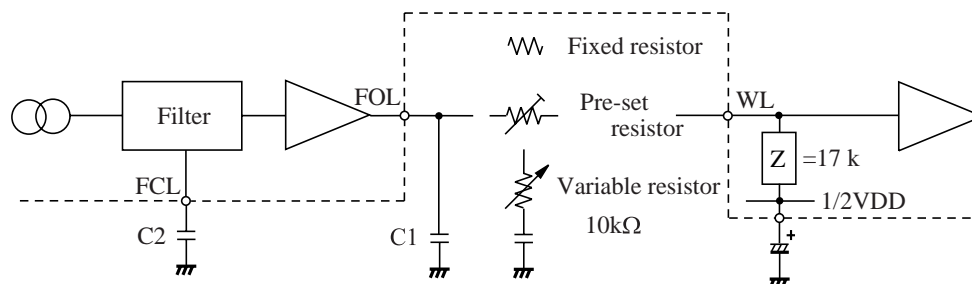 Fixed resistor
Filter
FOL
Pre-set
resistor
WL
Z
=17 k
FCL
Variable resistor
10kΩ
1/2VDD
C2
C1
+